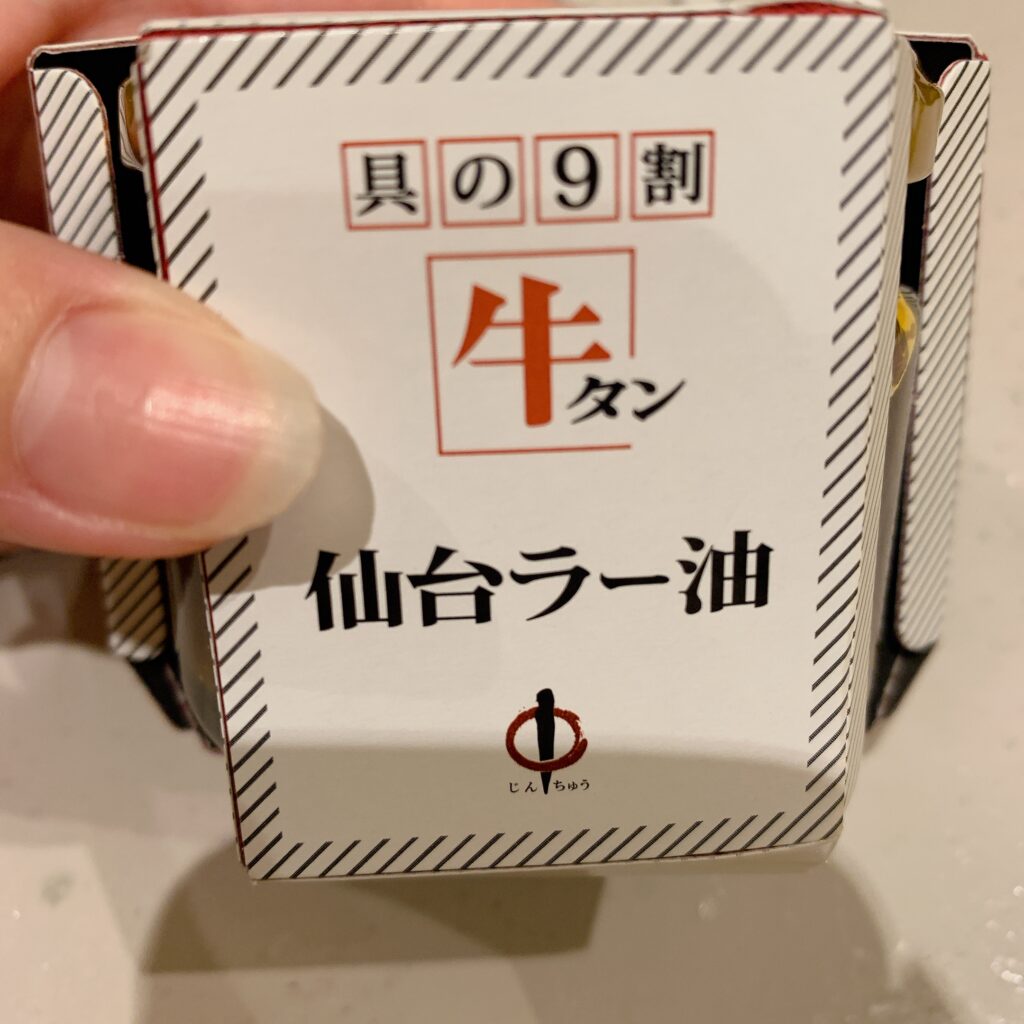 具の9割
牛タン
仙台ラー油
じんちゅう